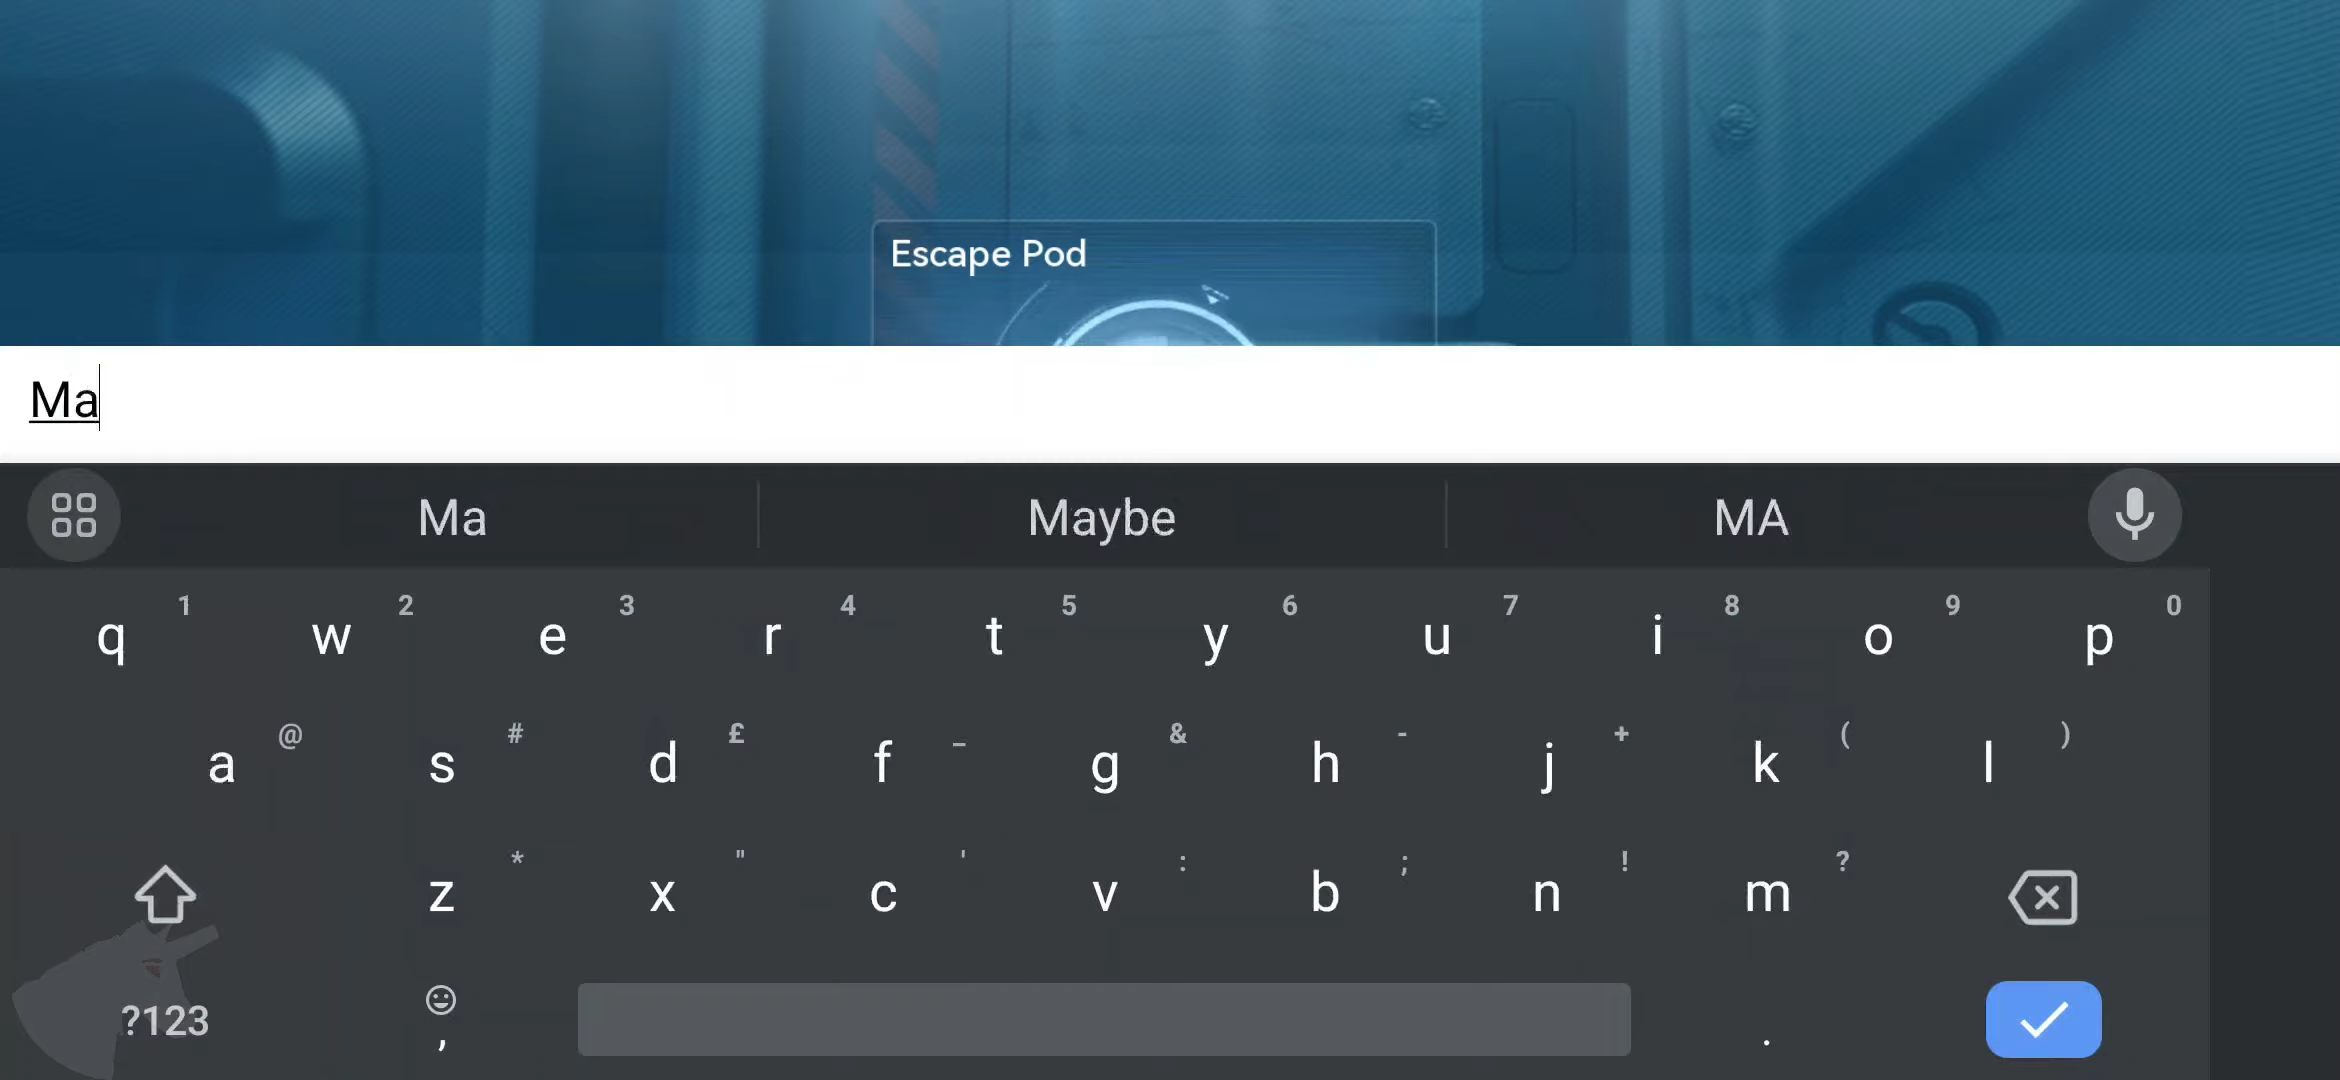 Escape Pod
Ma
Ma Maybe MA
1 2 3 4 5 6 7 8 9 0
q w e r t y u i o p
@ # £ _ & - + ( )
a s d f g h j k l
* " ' : ; ! ?
z x c v b n m
?123 , .